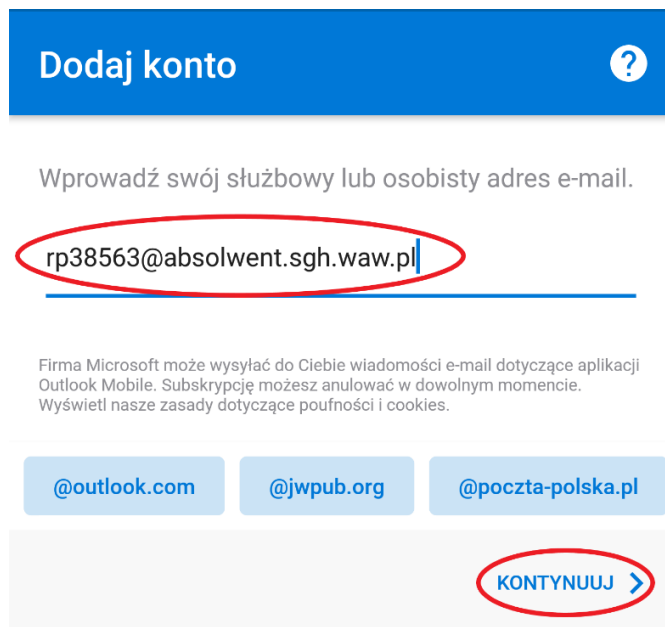 Dodaj konto
?
Wprowadź swój służbowy lub osobisty adres e-mail.
rp38563@absolwent.sgh.waw.pl
Firma Microsoft może wysyłać do Ciebie wiadomości e-mail dotyczące aplikacji
Outlook Mobile. Subskrypcję możesz anulować w dowolnym momencie.
Wyświetl nasze zasady dotyczące poufności i cookies.
@outlook.com @jwpub.org @poczta-polska.pl
KONTYNUUJ